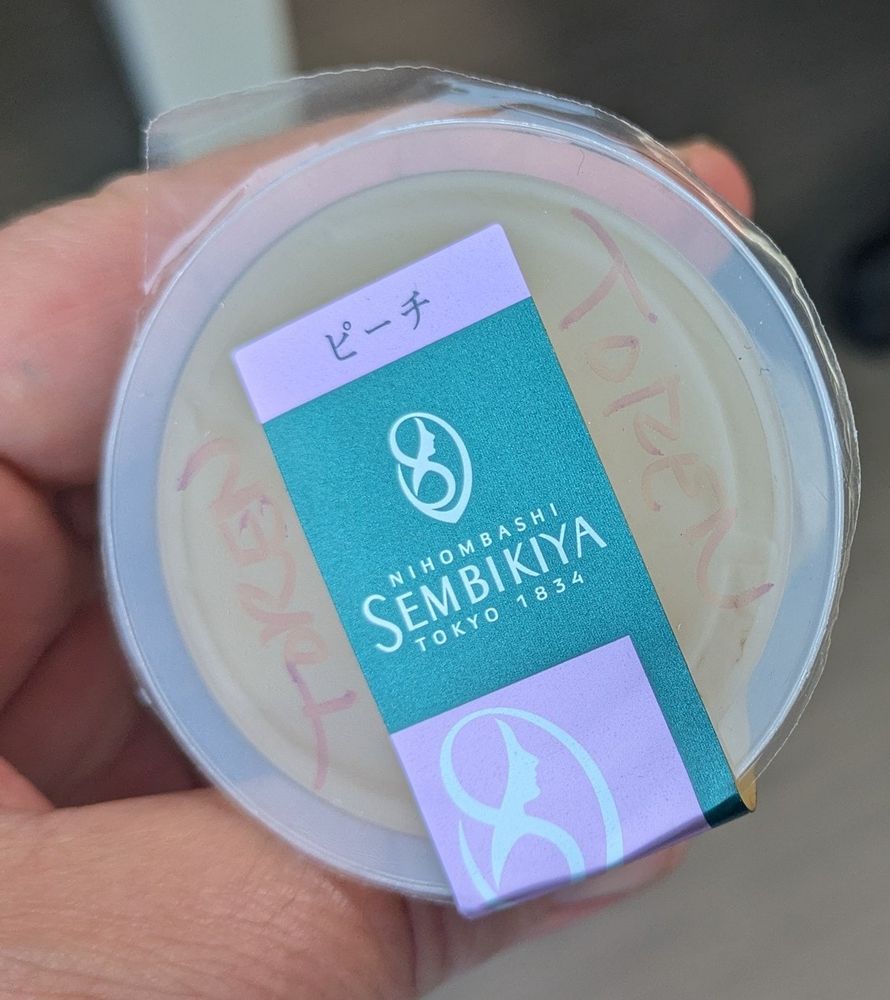 ピーチ
NIHOMBASHI
SEMBIKIYA
TOKYO 1834